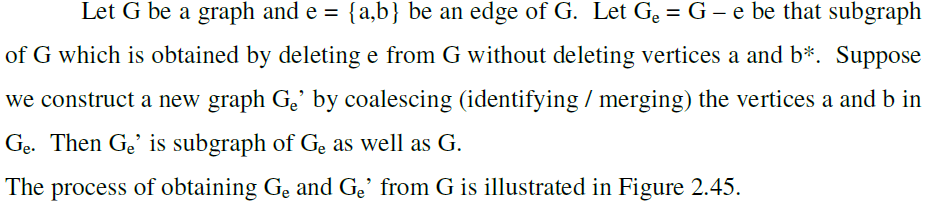 Let G be a graph and e = {a,b} be an edge of G. Let Gₑ = G – e be that subgraph
of G which is obtained by deleting e from G without deleting vertices a and b*. Suppose
we construct a new graph Gₑ’ by coalescing (identifying / merging) the vertices a and b in
Gₑ. Then Gₑ’ is subgraph of Gₑ as well as G.
The process of obtaining Gₑ and Gₑ’ from G is illustrated in Figure 2.45.